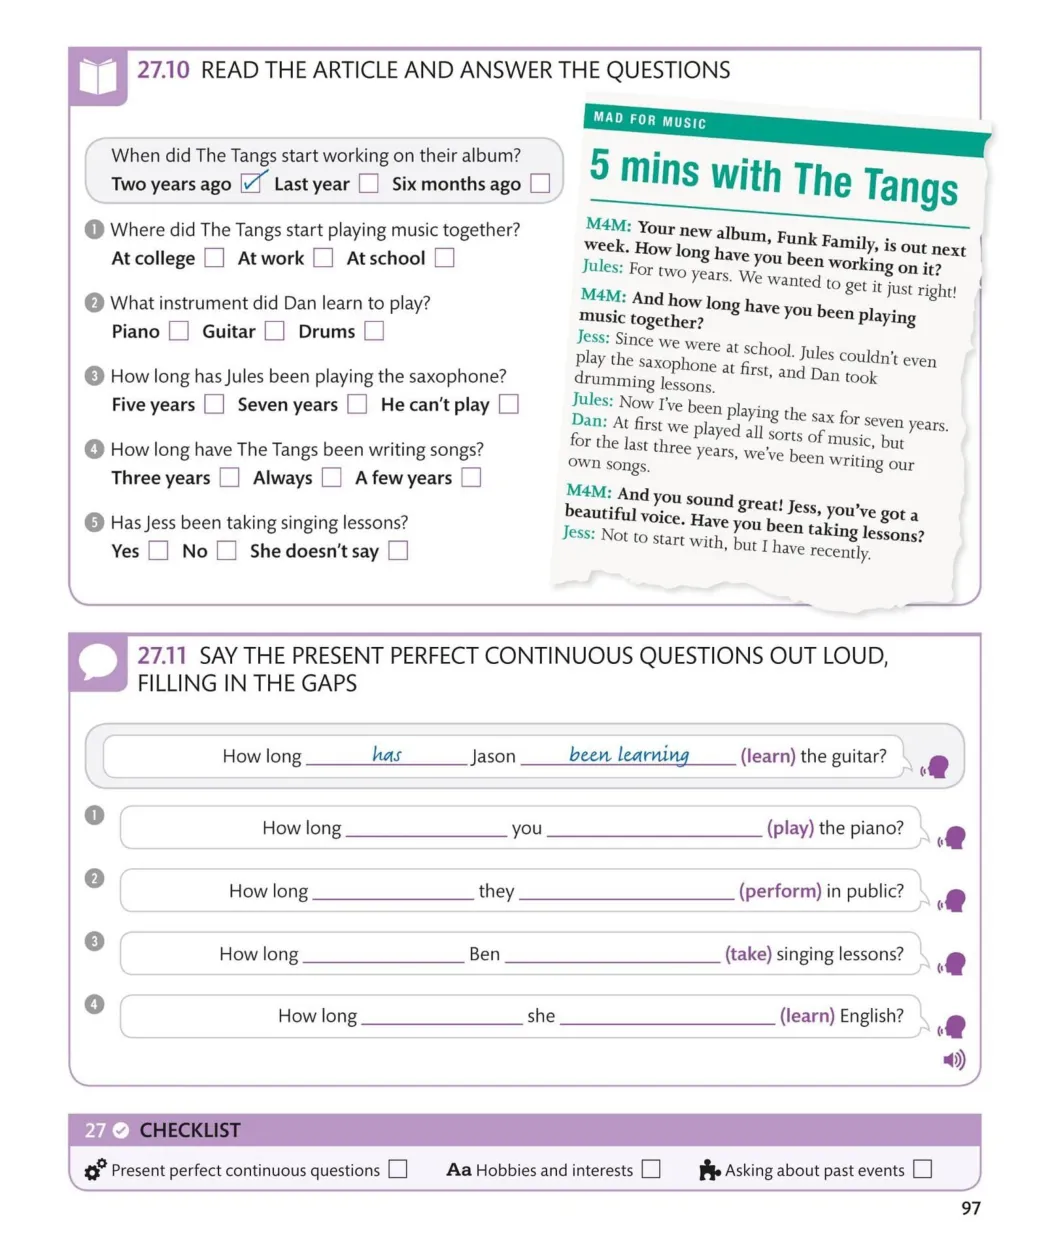 27.10 READ THE ARTICLE AND ANSWER THE QUESTIONS
When did The Tangs start working on their album?
Two years ago Last year Six months ago
1 Where did The Tangs start playing music together?
At college At work At school
2 What instrument did Dan learn to play?
Piano Guitar Drums
3 How long has Jules been playing the saxophone?
Five years Seven years He can't play
4 How long have The Tangs been writing songs?
Three years Always A few years
5 Has Jess been taking singing lessons?
Yes No She doesn't say
MAD FOR MUSIC
5 mins with The Tangs
M4M: Your new album, Funk Family, is out next
week. How long have you been working on it?
Jules: For two years. We wanted to get it just right!
M4M: And how long have you been playing
music together?
Jess: Since we were at school. Jules couldn't even
play the saxophone at first, and Dan took
drumming lessons.
Jules: Now I've been playing the sax for seven years.
Dan: At first we played all sorts of music, but
for the last three years, we've been writing our
own songs.
M4M: And you sound great! Jess, you've got a
beautiful voice. Have you been taking lessons?
Jess: Not to start with, but I have recently.
27.11 SAY THE PRESENT PERFECT CONTINUOUS QUESTIONS OUT LOUD,
FILLING IN THE GAPS
How long has Jason been learning (learn) the guitar?
1 How long ____ you ____ (play) the piano?
2 How long ____ they ____ (perform) in public?
3 How long ____ Ben ____ (take) singing lessons?
4 How long ____ she ____ (learn) English?
27 CHECKLIST
Present perfect continuous questions Aa Hobbies and interests Asking about past events
97